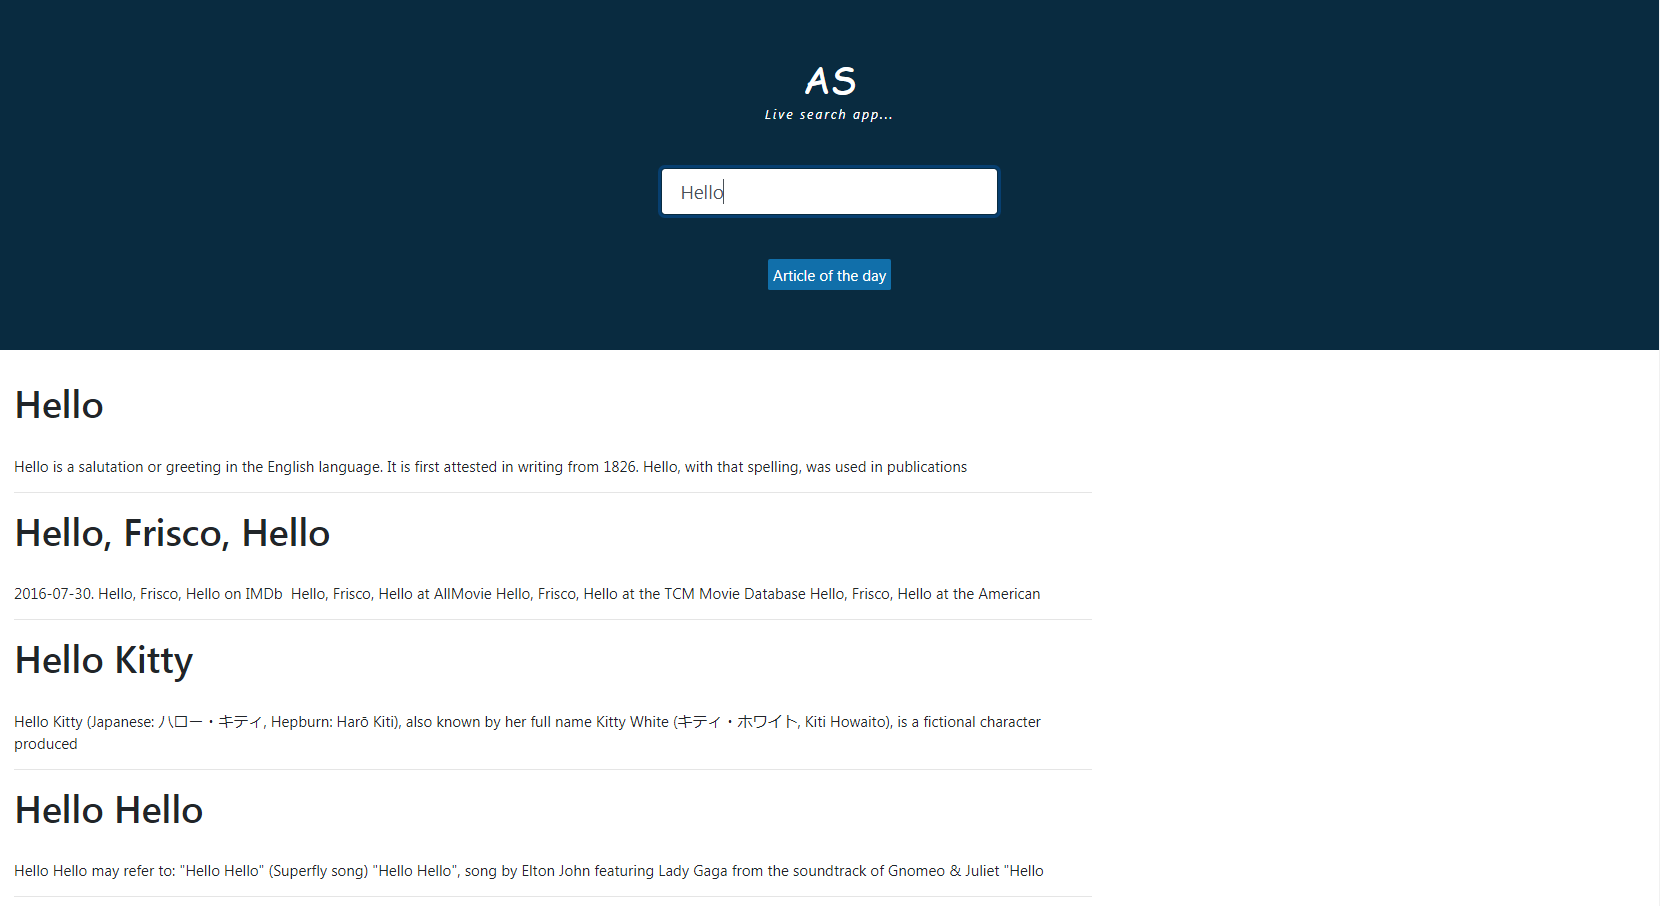 AS
Live search app...
Hello
Article of the day
Hello
Hello is a salutation or greeting in the English language. It is first attested in writing from 1826. Hello, with that spelling, was used in publications
Hello, Frisco, Hello
2016-07-30. Hello, Frisco, Hello on IMDb  Hello, Frisco, Hello at AllMovie Hello, Frisco, Hello at the TCM Movie Database Hello, Frisco, Hello at the American
Hello Kitty
Hello Kitty (Japanese: ハロー・キティ, Hepburn: Harō Kiti), also known by her full name Kitty White (キティ・ホワイト, Kiti Howaito), is a fictional character
produced
Hello Hello
Hello Hello may refer to: "Hello Hello" (Superfly song) "Hello Hello", song by Elton John featuring Lady Gaga from the soundtrack of Gnomeo & Juliet "Hello